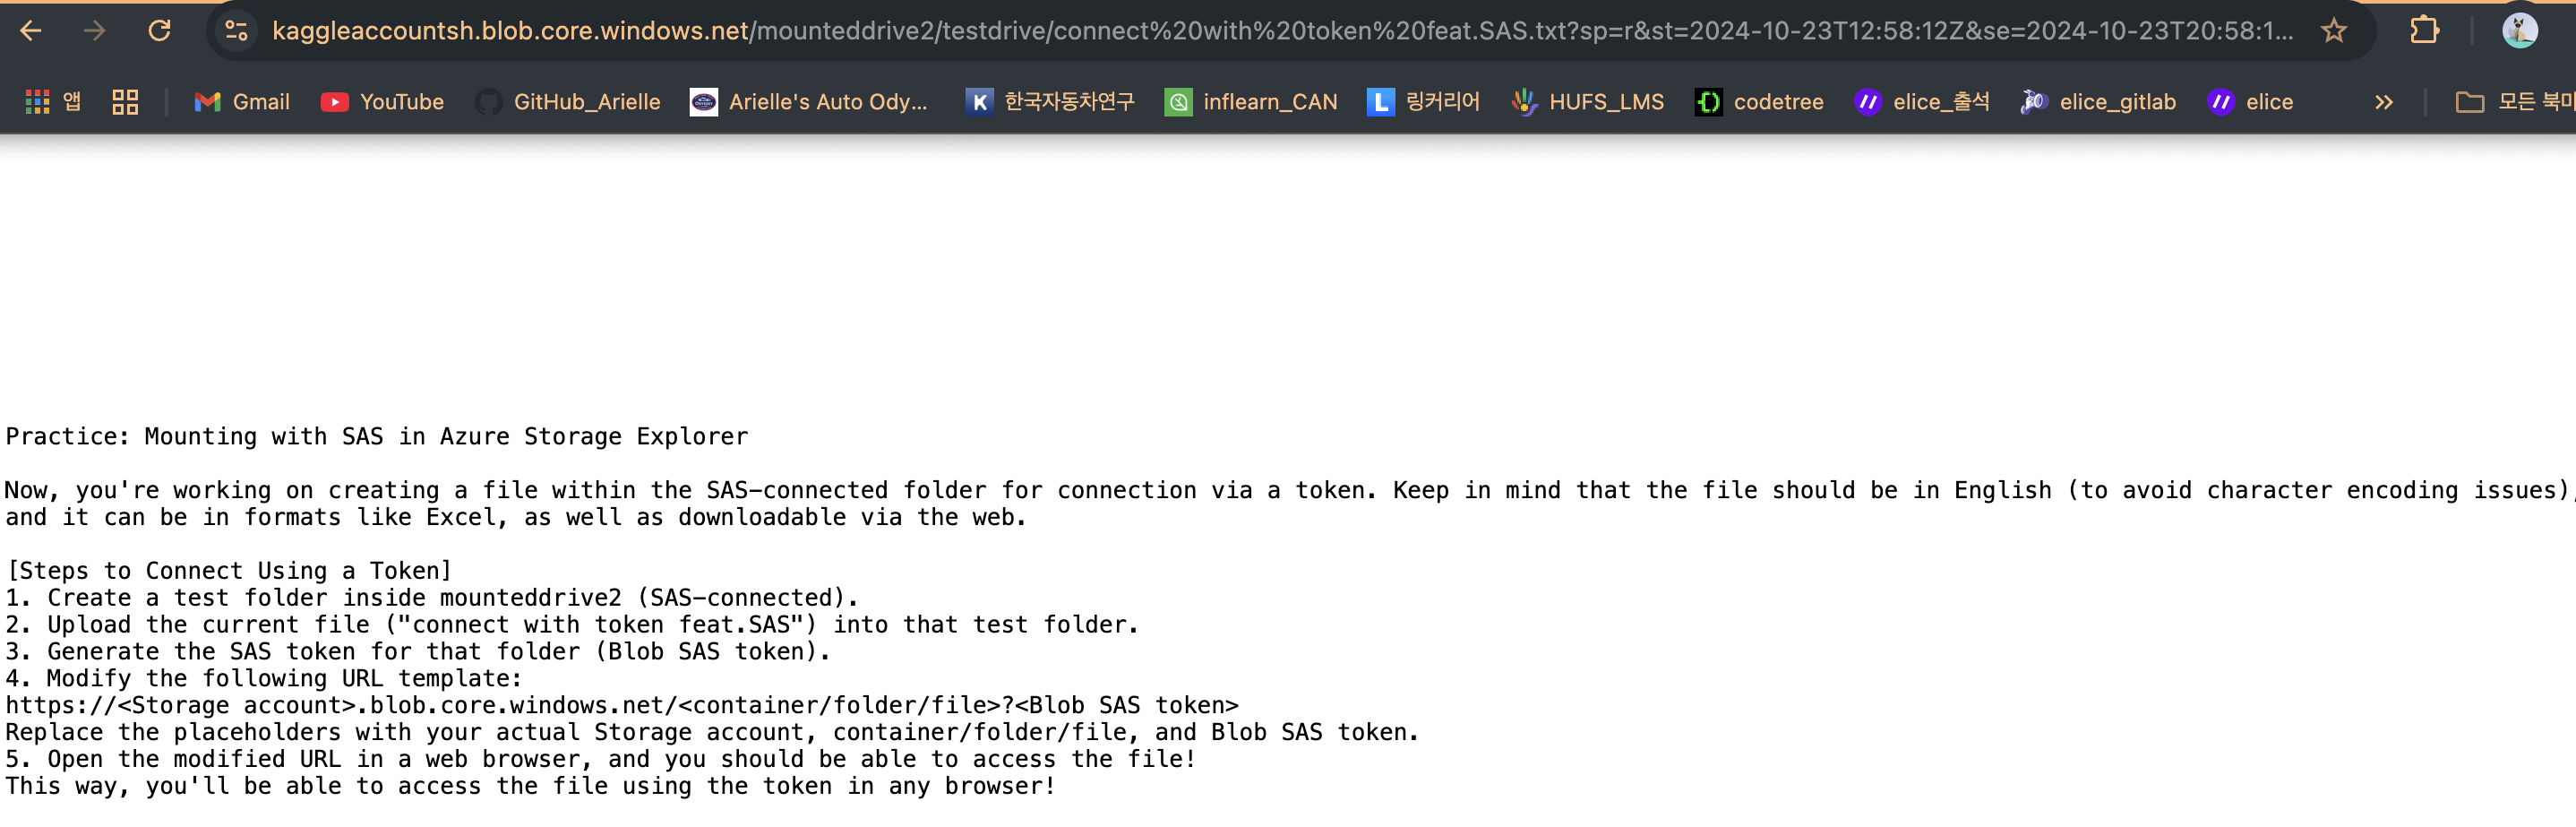 kaggleaccountsh.blob.core.windows.net/mounteddrive2/testdrive/connect%20with%20token%20feat.SAS.txt?sp=r&st=2024-10-23T12:58:12Z&se=2024-10-23T20:58:1...
앱 Gmail YouTube GitHub_Arielle Arielle's Auto Ody... K 한국자동차연구 inflearn_CAN L 링커리어 HUFS_LMS codetree elice_출석 elice_gitlab elice » 모든 북마
Practice: Mounting with SAS in Azure Storage Explorer
Now, you're working on creating a file within the SAS-connected folder for connection via a token. Keep in mind that the file should be in English (to avoid character encoding issues),
and it can be in formats like Excel, as well as downloadable via the web.
[Steps to Connect Using a Token]
1. Create a test folder inside mounteddrive2 (SAS-connected).
2. Upload the current file ("connect with token feat.SAS") into that test folder.
3. Generate the SAS token for that folder (Blob SAS token).
4. Modify the following URL template:
https://<Storage account>.blob.core.windows.net/<container/folder/file>?<Blob SAS token>
Replace the placeholders with your actual Storage account, container/folder/file, and Blob SAS token.
5. Open the modified URL in a web browser, and you should be able to access the file!
This way, you'll be able to access the file using the token in any browser!